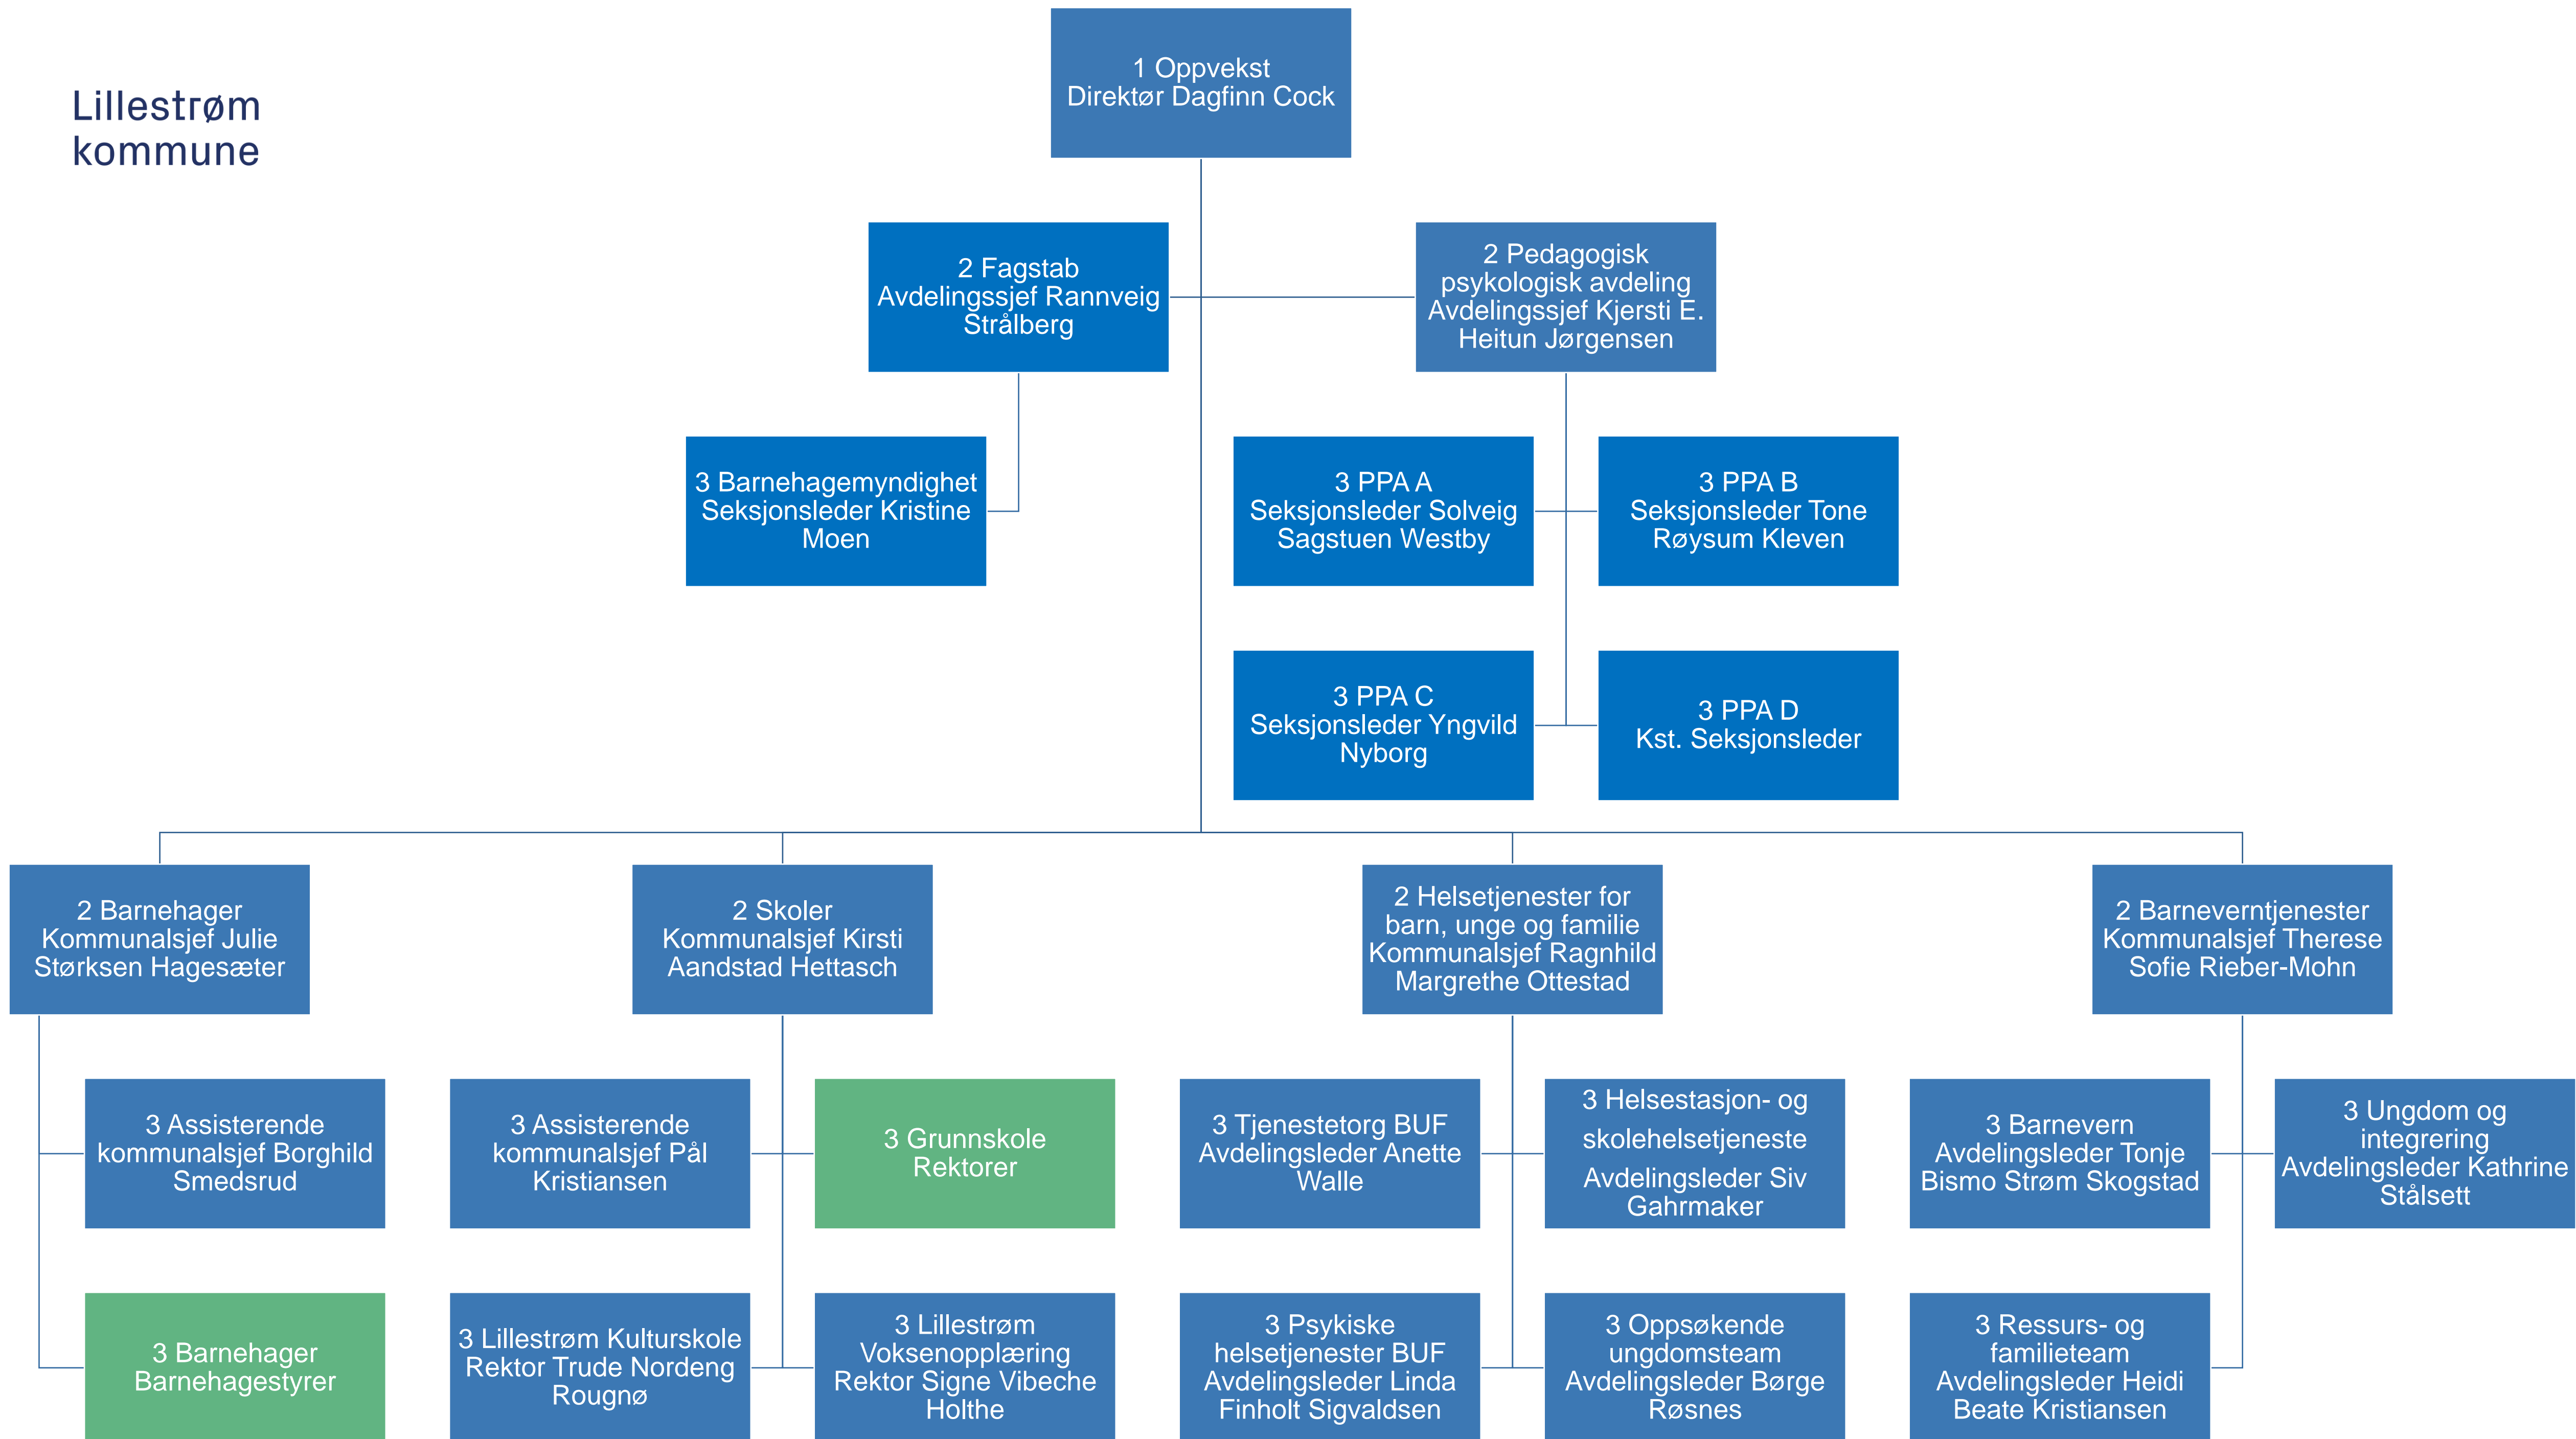 Lillestrøm
kommune
1 Oppvekst
Direktør Dagfinn Cock
2 Fagstab
Avdelingssjef Rannveig
Strålberg
2 Pedagogisk
psykologisk avdeling
Avdelingssjef Kjersti E.
Heitun Jørgensen
3 Barnehagemyndighet
Seksjonsleder Kristine
Moen
3 PPA A
Seksjonsleder Solveig
Sagstuen Westby
3 PPA B
Seksjonsleder Tone
Røysum Kleven
3 PPA C
Seksjonsleder Yngvild
Nyborg
3 PPA D
Kst. Seksjonsleder
2 Barnehager
Kommunalsjef Julie
Størksen Hagesæter
2 Skoler
Kommunalsjef Kirsti
Aandstad Hettasch
2 Helsetjenester for
barn, unge og familie
Kommunalsjef Ragnhild
Margrethe Ottestad
2 Barneverntjenester
Kommunalsjef Therese
Sofie Rieber-Mohn
3 Assisterende
kommunalsjef Borghild
Smedsrud
3 Assisterende
kommunalsjef Pål
Kristiansen
3 Grunnskole
Rektorer
3 Tjenestetorg BUF
Avdelingsleder Anette
Walle
3 Helsestasjon- og
skolehelsetjeneste
Avdelingsleder Siv
Gahrmaker
3 Barnevern
Avdelingsleder Tonje
Bismo Strøm Skogstad
3 Ungdom og
integrering
Avdelingsleder Kathrine
Stålsett
3 Barnehager
Barnehagestyrer
3 Lillestrøm Kulturskole
Rektor Trude Nordeng
Rougnø
3 Lillestrøm
Voksenopplæring
Rektor Signe Vibeche
Holthe
3 Psykiske
helsetjenester BUF
Avdelingsleder Linda
Finholt Sigvaldsen
3 Oppsøkende
ungdomsteam
Avdelingsleder Børge
Røsnes
3 Ressurs- og
familieteam
Avdelingsleder Heidi
Beate Kristiansen